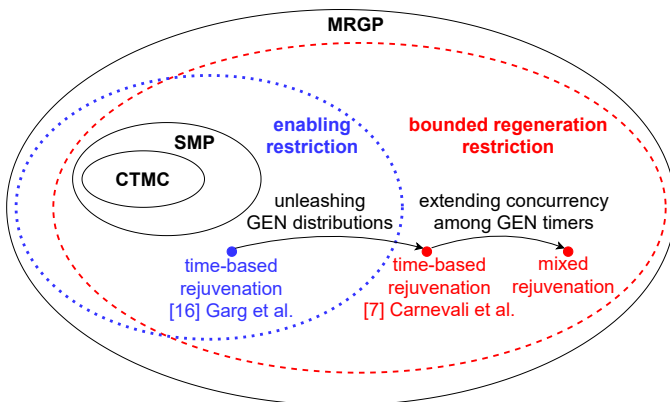 MRGP
enabling
restriction
bounded regeneration
restriction
SMP
CTMC
unleashing
GEN distributions
extending concurrency
among GEN timers
time-based
rejuvenation
[16] Garg et al.
time-based
rejuvenation
[7] Carnevali et al.
mixed
rejuvenation